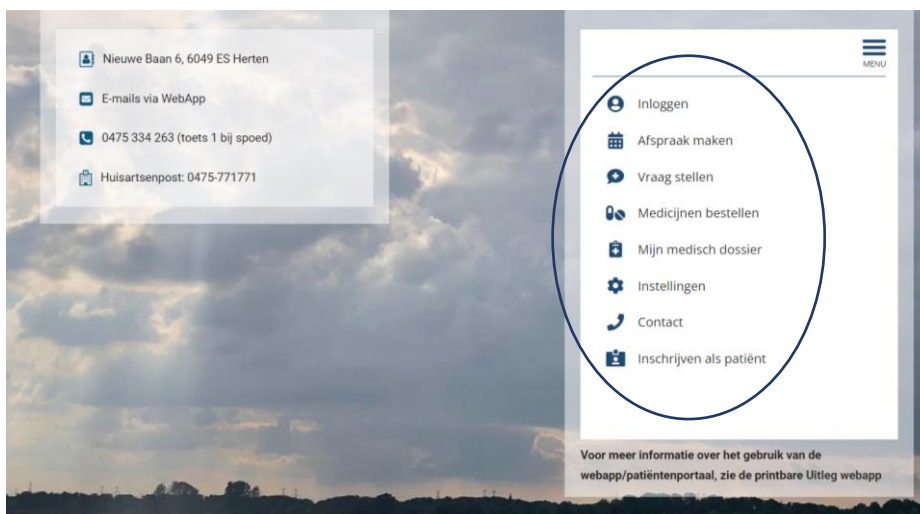 Nieuwe Baan 6, 6049 ES Herten
E-mails via WebApp
0475 334 263 (toets 1 bij spoed)
Huisartsenpost: 0475-771771
MENU
Inloggen
Afspraak maken
Vraag stellen
Medicijnen bestellen
Mijn medisch dossier
Instellingen
Contact
Inschrijven als patiënt
Voor meer informatie over het gebruik van de
webapp/patiëntenportaal, zie de printbare Uitleg webapp